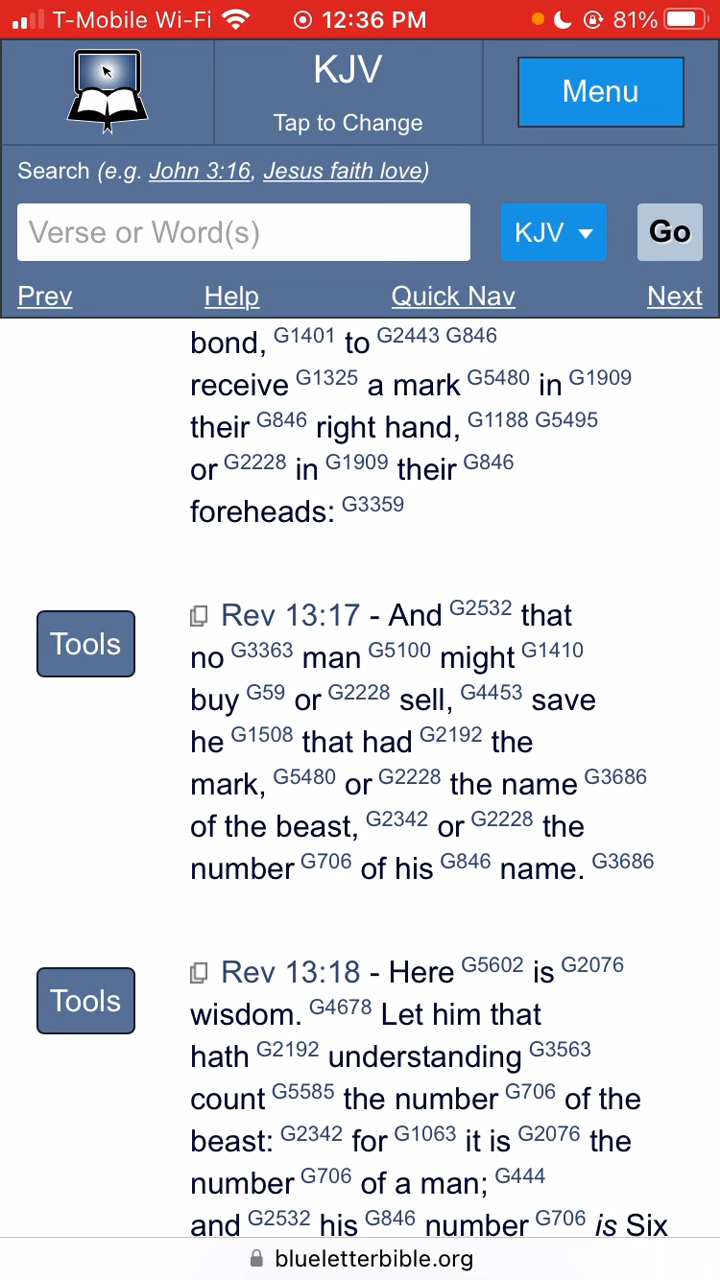 T-Mobile Wi-Fi 12:36 PM 81%
KJV
Tap to Change
Menu
Search (e.g. John 3:16, Jesus faith love)
Verse or Word(s) KJV Go
Prev Help Quick Nav Next
bond, G1401 to G2443 G846
receive G1325 a mark G5480 in G1909
their G846 right hand, G1188 G5495
or G2228 in G1909 their G846
foreheads: G3359
Tools
Rev 13:17 - And G2532 that
no G3363 man G5100 might G1410
buy G59 or G2228 sell, G4453 save
he G1508 that had G2192 the
mark, G5480 or G2228 the name G3686
of the beast, G2342 or G2228 the
number G706 of his G846 name. G3686
Tools
Rev 13:18 - Here G5602 is G2076
wisdom. G4678 Let him that
hath G2192 understanding G3563
count G5585 the number G706 of the
beast: G2342 for G1063 it is G2076 the
number G706 of a man; G444
and G2532 his G846 number G706 is Six
blueletterbible.org